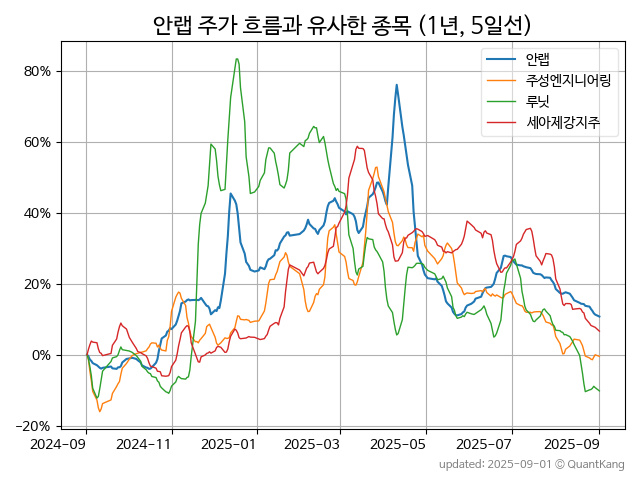 안랩 주가 흐름과 유사한 종목 (1년, 5일선)
안랩
주성엔지니어링
루닛
세아제강지주
80%
60%
40%
20%
0%
−20%
2024-09 2024-11 2025-01 2025-03 2025-05 2025-07 2025-09
updated: 2025-09-01 © QuantKang